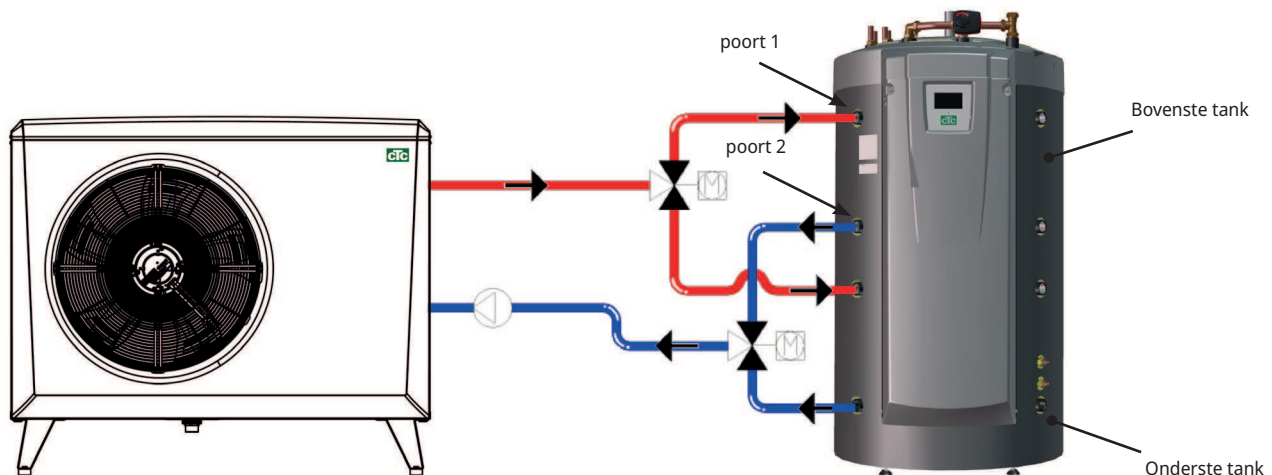 poort 1
Bovenste tank
poort 2
CTC
CTC
M
M
Onderste tank